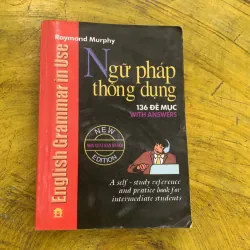 Raymond Murphy
English Grammar in Use
Ngữ pháp
thông dụng
136 ĐỀ MỤC
WITH ANSWERS
NEW
EDITION
A self - study reference
and pratice book for
intermediate students